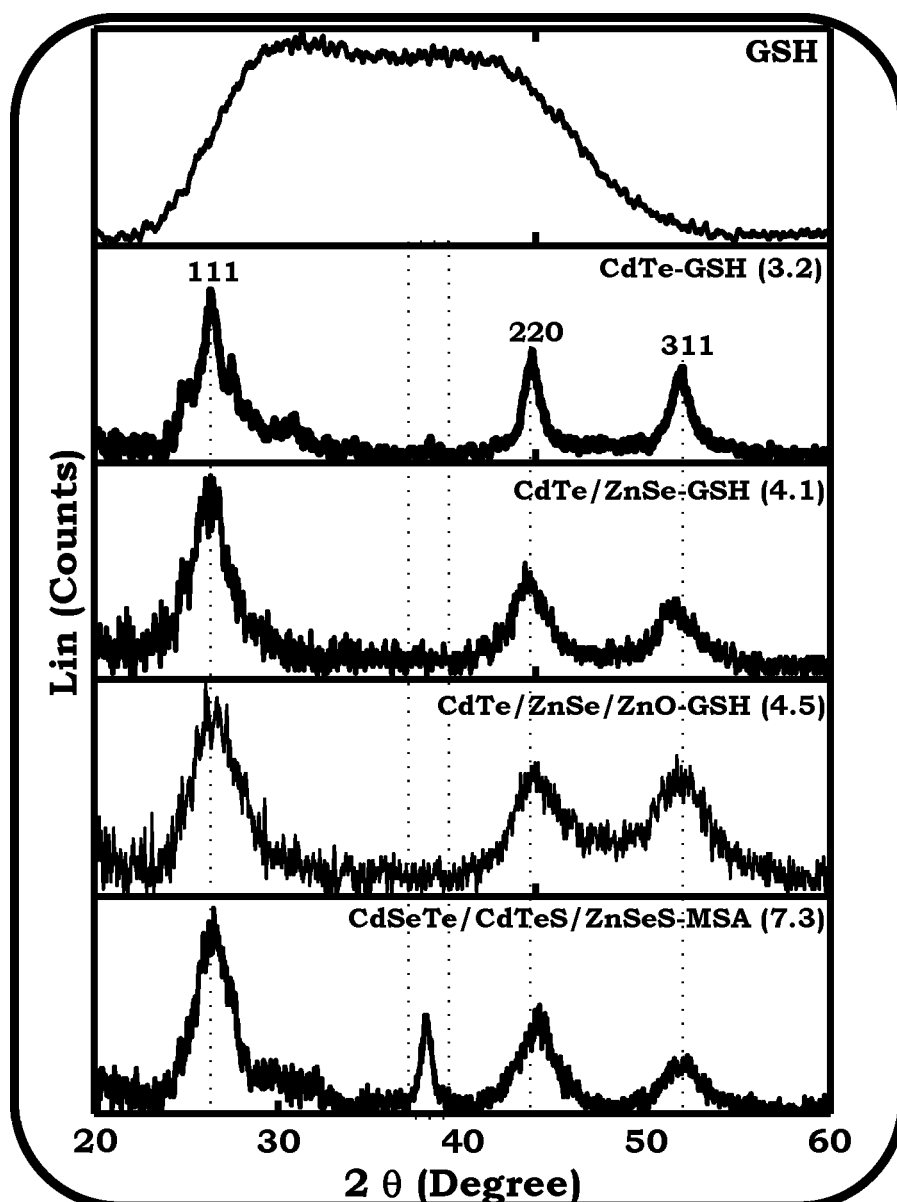 GSH
CdTe-GSH (3.2)
111
220
311
CdTe/ZnSe-GSH (4.1)
CdTe/ZnSe/ZnO-GSH (4.5)
CdSeTe/CdTeS/ZnSeS-MSA (7.3)
Lin (Counts)
20 30 40 50 60
2 θ (Degree)